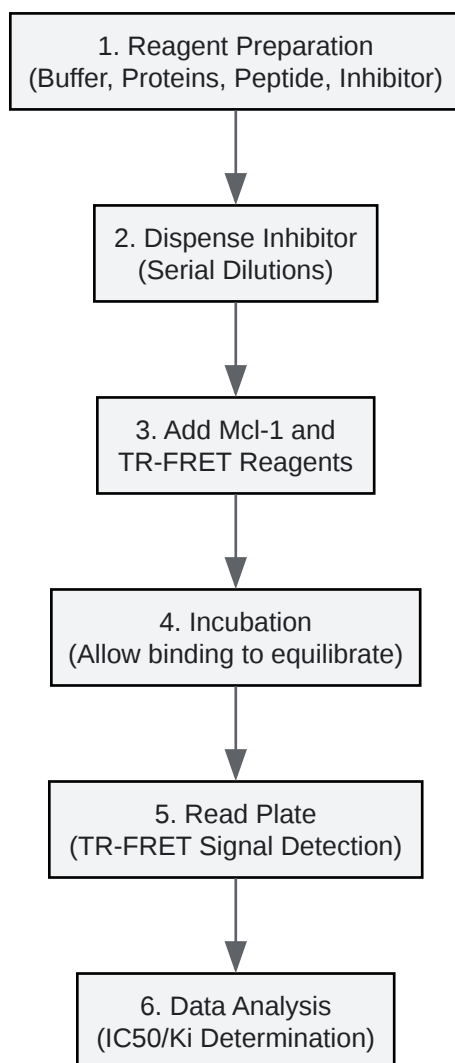 1. Reagent Preparation
(Buffer, Proteins, Peptide, Inhibitor)
2. Dispense Inhibitor
(Serial Dilutions)
3. Add Mcl-1 and
TR-FRET Reagents
4. Incubation
(Allow binding to equilibrate)
5. Read Plate
(TR-FRET Signal Detection)
6. Data Analysis
(IC50/Ki Determination)